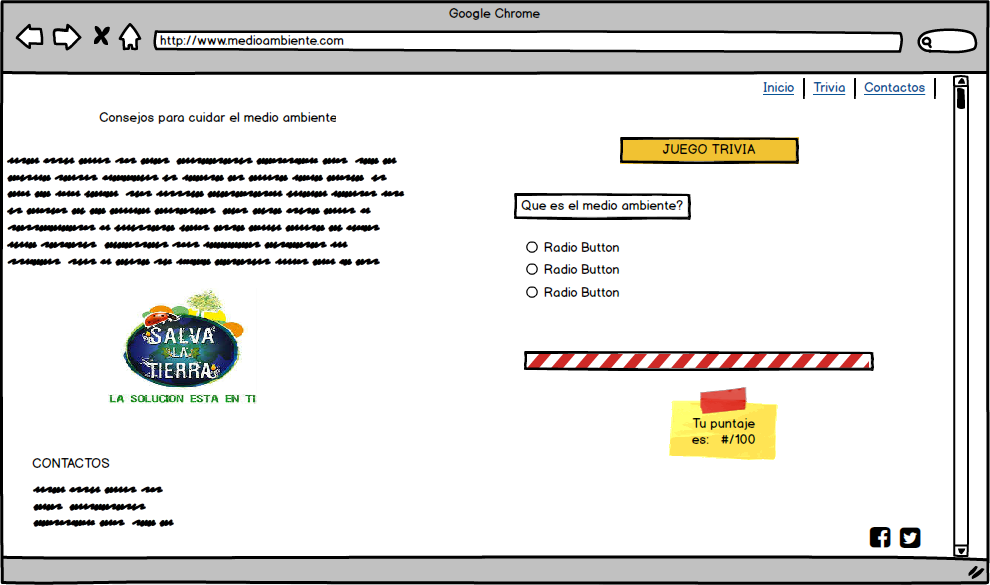 Google Chrome
http://www.medioambiente.com
Inicio
Trivia
Contactos
Consejos para cuidar el medio ambiente
JUEGO TRIVIA
Que es el medio ambiente?
Radio Button
Radio Button
Radio Button
SALVA
LA
TIERRA
LA SOLUCION ESTA EN TI
Tu puntaje
es: #/100
CONTACTOS